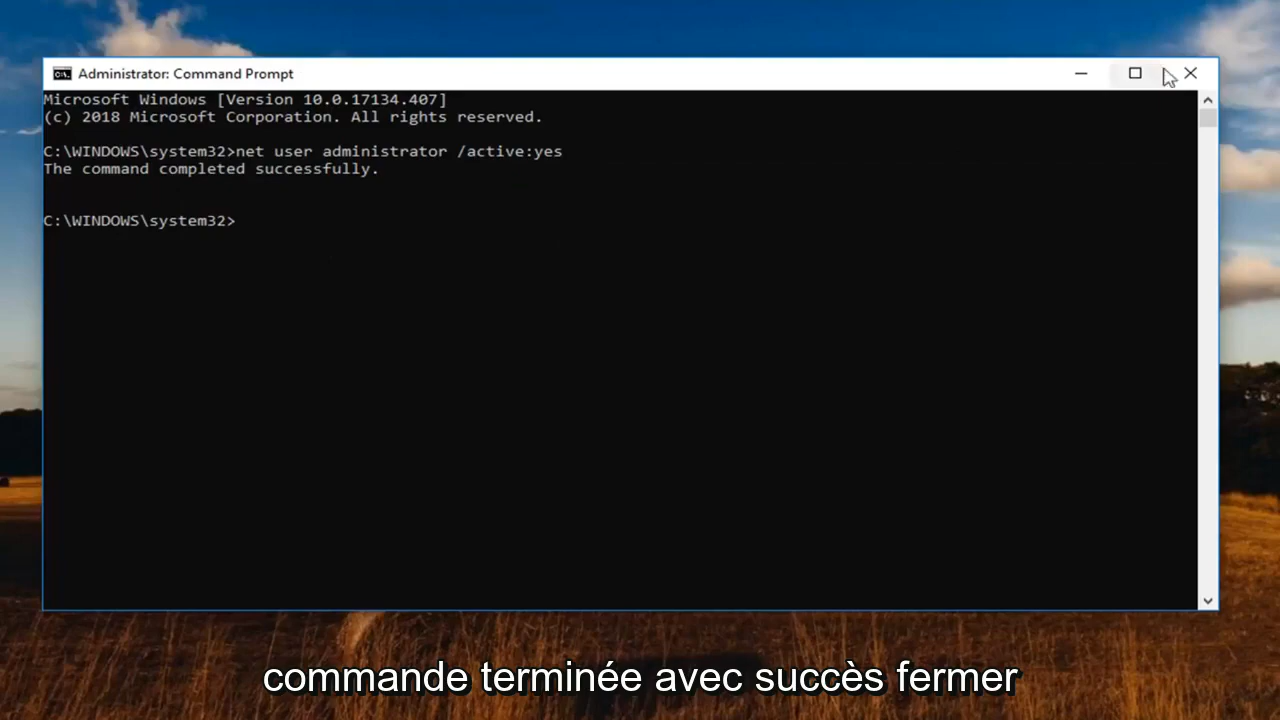 Administrator: Command Prompt
Microsoft Windows [Version 10.0.17134.407]
(c) 2018 Microsoft Corporation. All rights reserved.
C:\WINDOWS\system32>net user administrator /active:yes
The command completed successfully.
C:\WINDOWS\system32>
commande terminée avec succès fermer